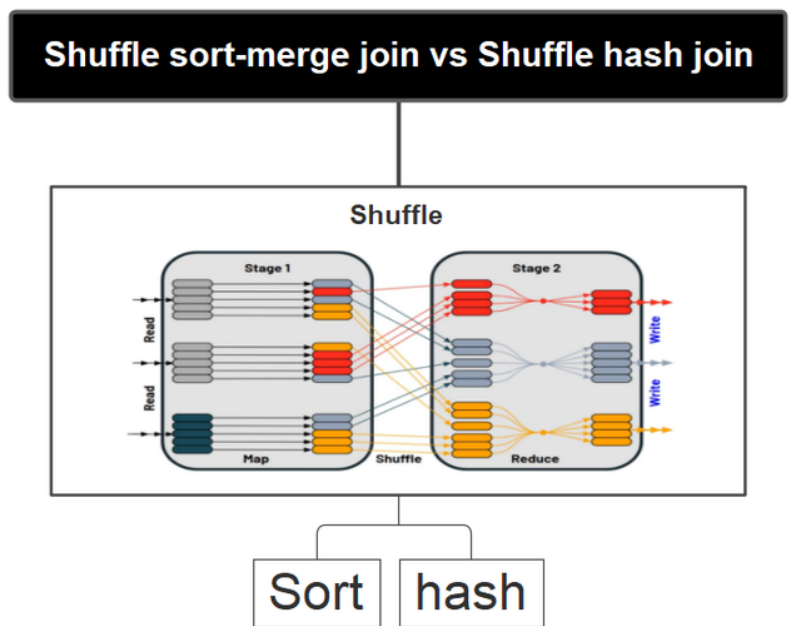 Shuffle sort-merge join vs Shuffle hash join
Shuffle
Stage 1
Stage 2
Read
Write
Read
Write
Map
Shuffle
Reduce
Sort
hash